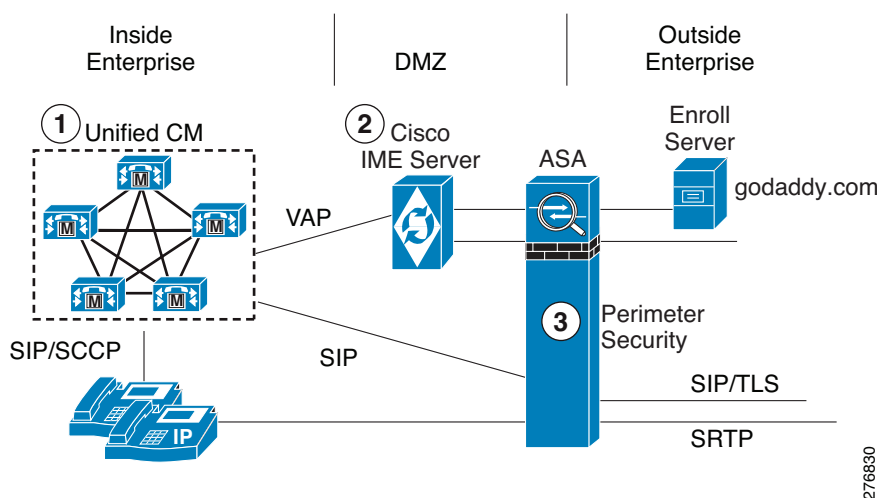 Inside
Enterprise
DMZ
Outside
Enterprise
1
Unified CM
2
Cisco
IME Server
ASA
Enroll
Server
godaddy.com
M
M
M
M
M
VAP
3
Perimeter
Security
SIP/SCCP
SIP
SIP/TLS
IP
SRTP
276830